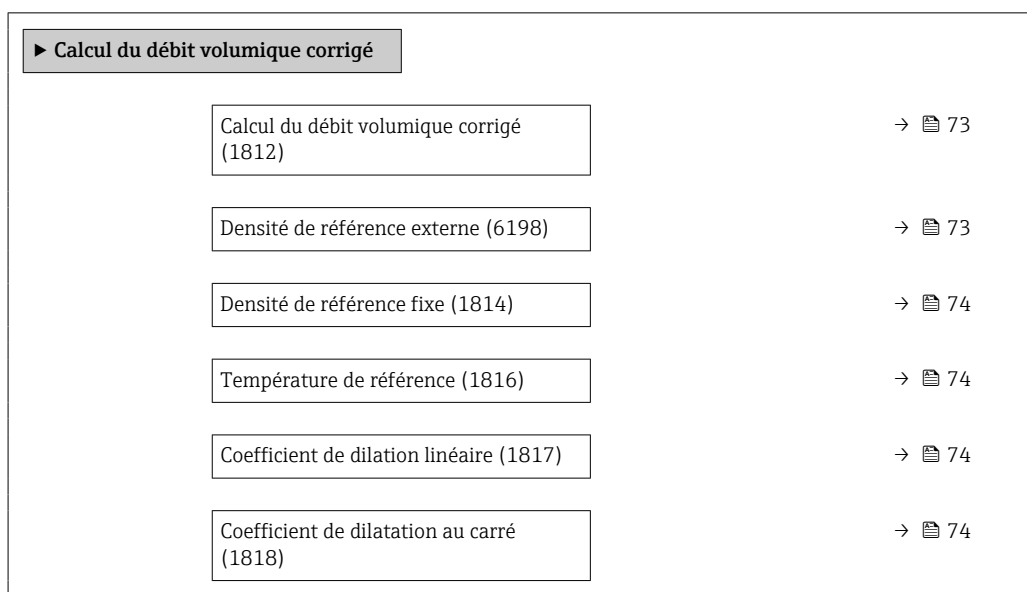 ► Calcul du débit volumique corrigé
Calcul du débit volumique corrigé
(1812)
→ 73
Densité de référence externe (6198)
→ 73
Densité de référence fixe (1814)
→ 74
Température de référence (1816)
→ 74
Coefficient de dilation linéaire (1817)
→ 74
Coefficient de dilatation au carré
(1818)
→ 74